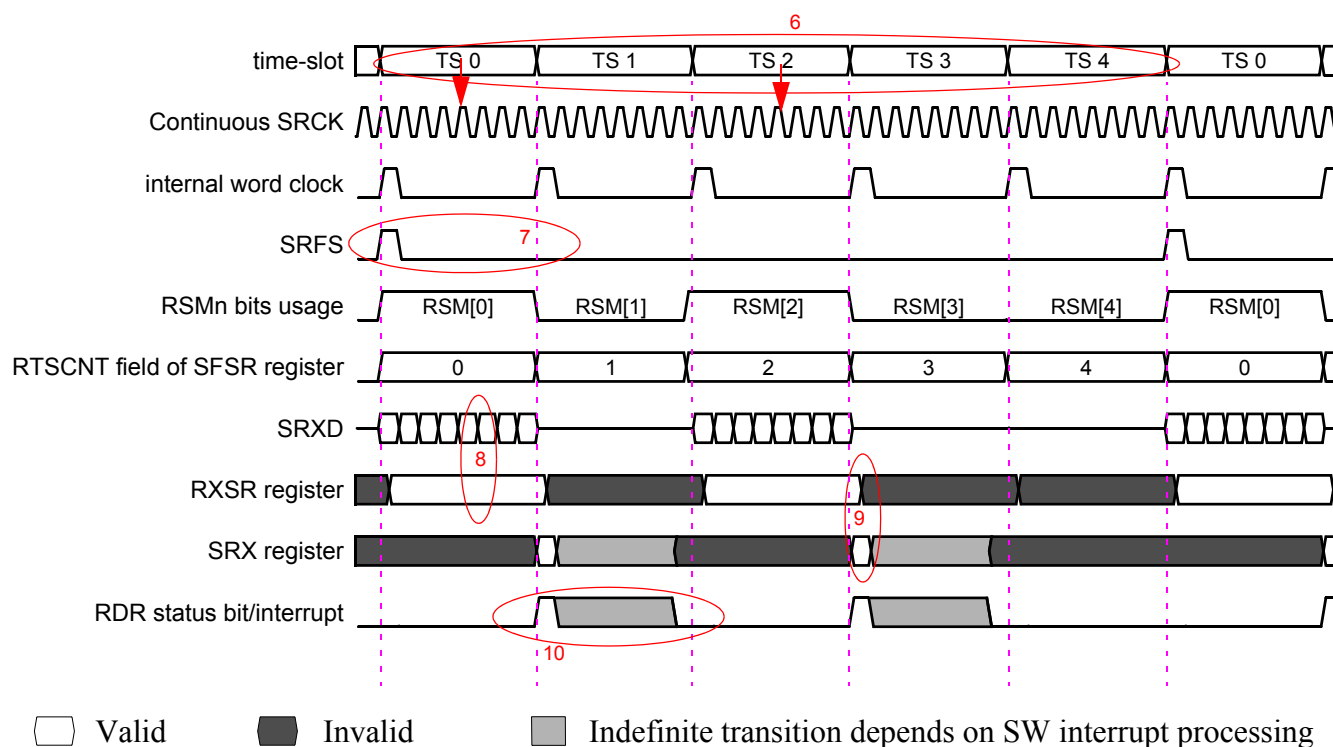 6
time-slot TS 0 TS 1 TS 2 TS 3 TS 4 TS 0
Continuous SRCK
internal word clock
SRFS 7
RSMn bits usage RSM[0] RSM[1] RSM[2] RSM[3] RSM[4] RSM[0]
RTSCNT field of SFSR register 0 1 2 3 4 0
SRXD
8
RXSR register
9
SRX register
RDR status bit/interrupt
10
Valid Invalid Indefinite transition depends on SW interrupt processing